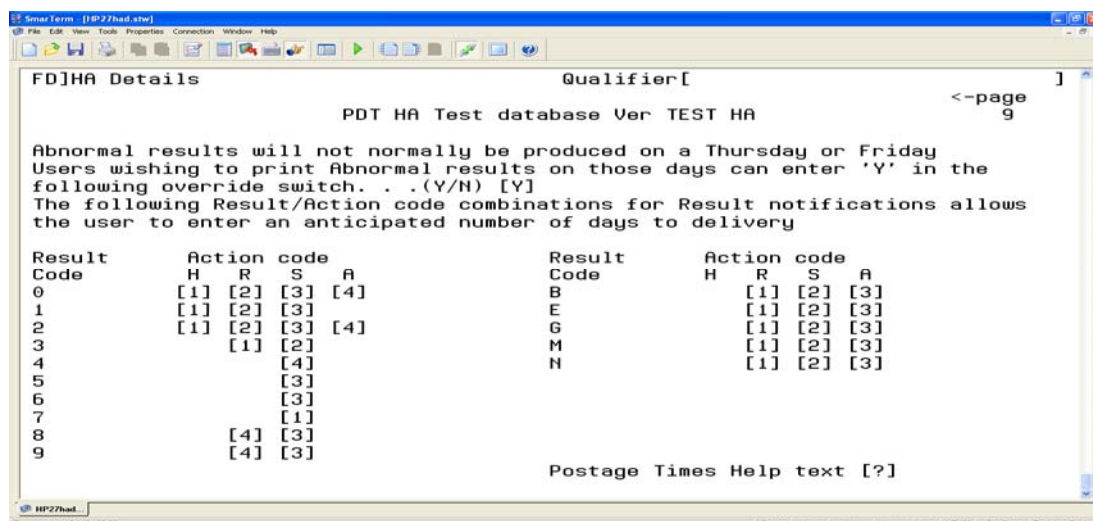 SmarTerm - [HP27had.stw]
File Edit View Tools Properties Connection Window Help
FD]HA Details Qualifier[ ]
<-page
PDT HA Test database Ver TEST HA 9
Abnormal results will not normally be produced on a Thursday or Friday
Users wishing to print Abnormal results on those days can enter 'Y' in the
following override switch. . .(Y/N) [Y]
The following Result/Action code combinations for Result notifications allows
the user to enter an anticipated number of days to delivery
Result Action code Result Action code
Code H R S A Code H R S A
0 [1] [2] [3] [4] B [1] [2] [3]
1 [1] [2] [3] E [1] [2] [3]
2 [1] [2] [3] [4] G [1] [2] [3]
3 [1] [2] M [1] [2] [3]
4 [4] N [1] [2] [3]
5 [3]
6 [3]
7 [1]
8 [4] [3]
9 [4] [3]
Postage Times Help text [?]
HP27had...